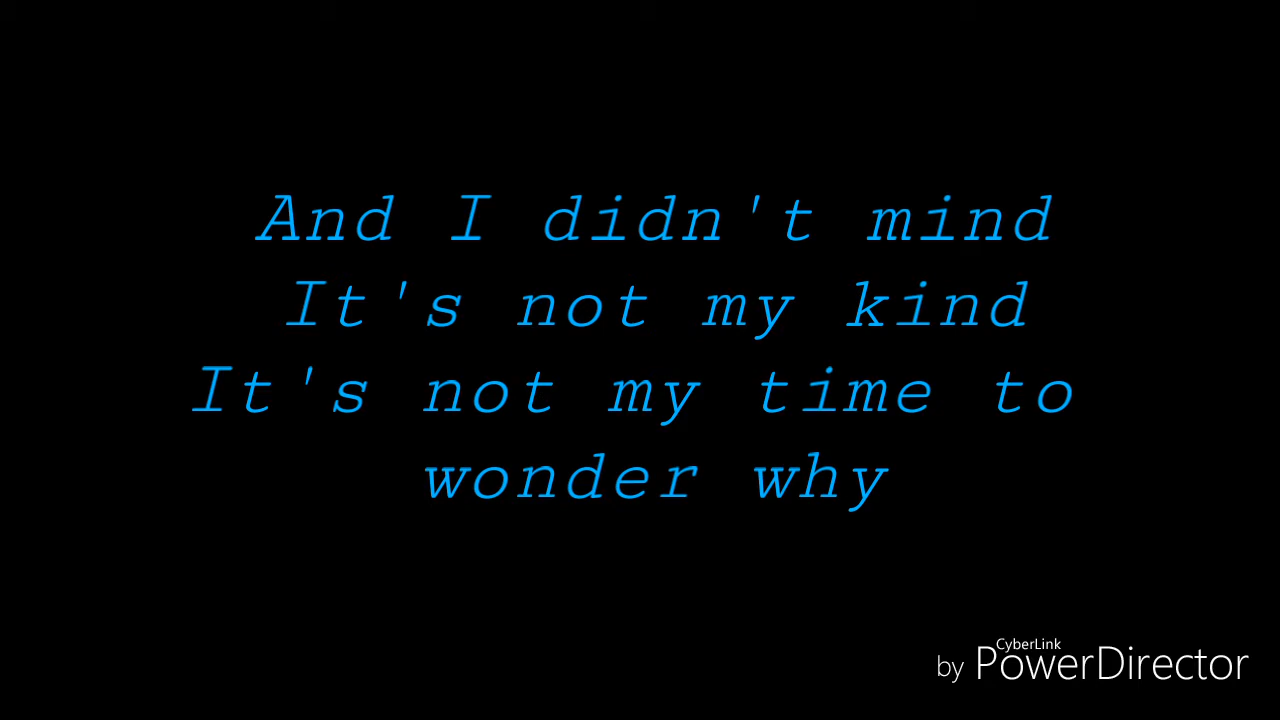 And I didn't mind
It's not my kind
It's not my time to
wonder why
CyberLink
by PowerDirector